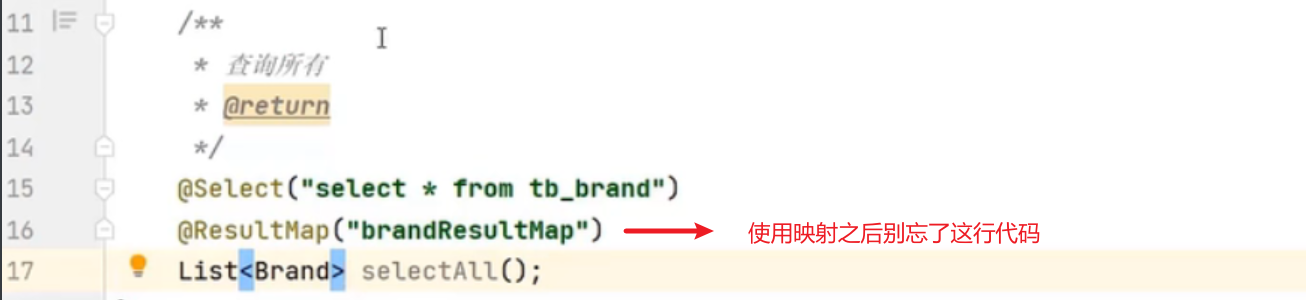 11 /**
12 * 查询所有
13 * @return
14 */
15 @Select("select * from tb_brand")
16 @ResultMap("brandResultMap") 使用映射之后别忘了这行代码
17 List<Brand> selectAll();